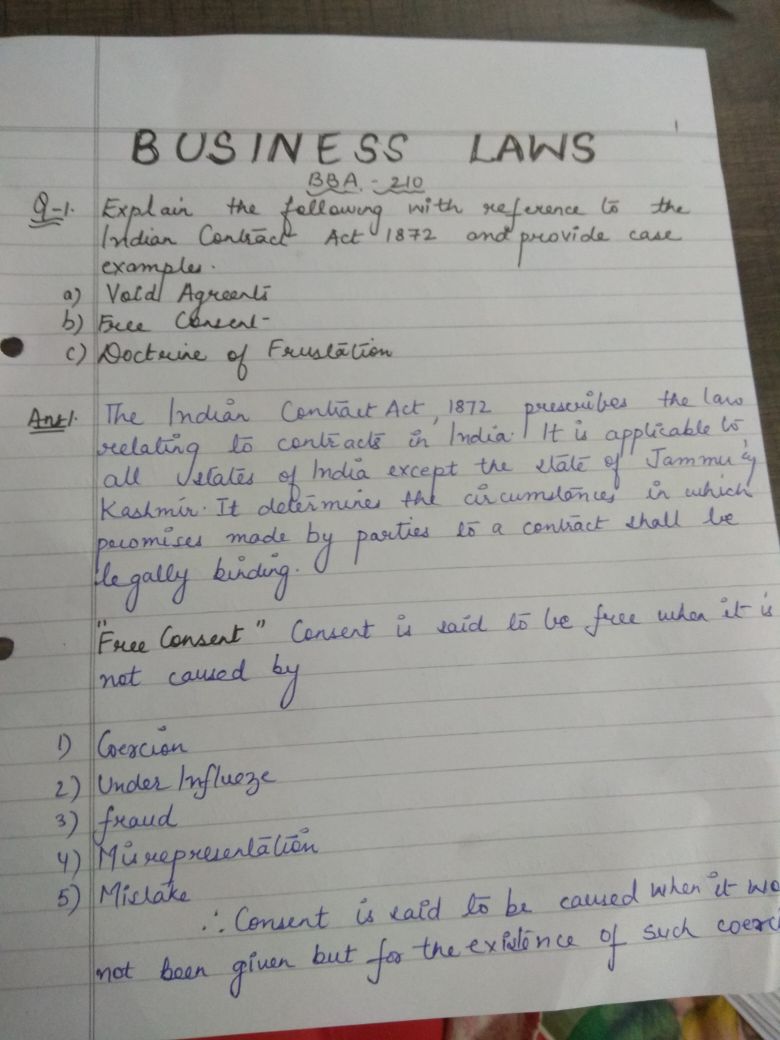 1
BUSINESS LAWS
BBA - 210
Q-1. Explain the following with reference to the
Indian Contract Act 1872 and provide case
examples.
a) Void Agreents
b) Free Consent-
c) Doctrine of Frustation
Ans1. The Indian Contract Act, 1872 prescribes the law
relating to contracts in India. It is applicable to
all states of India except the state of Jammu &
Kashmir. It determines the circumstances in which
promises made by parties to a contract shall be
legally binding.
"Free Consent" Consent is said to be free when it is
not caused by
1) Coercion
2) Under Influeze
3) fraud
4) Misrepresentation
5) Mistake
∴ Consent is said to be caused when it wo
not been given but for the existence of such coerci